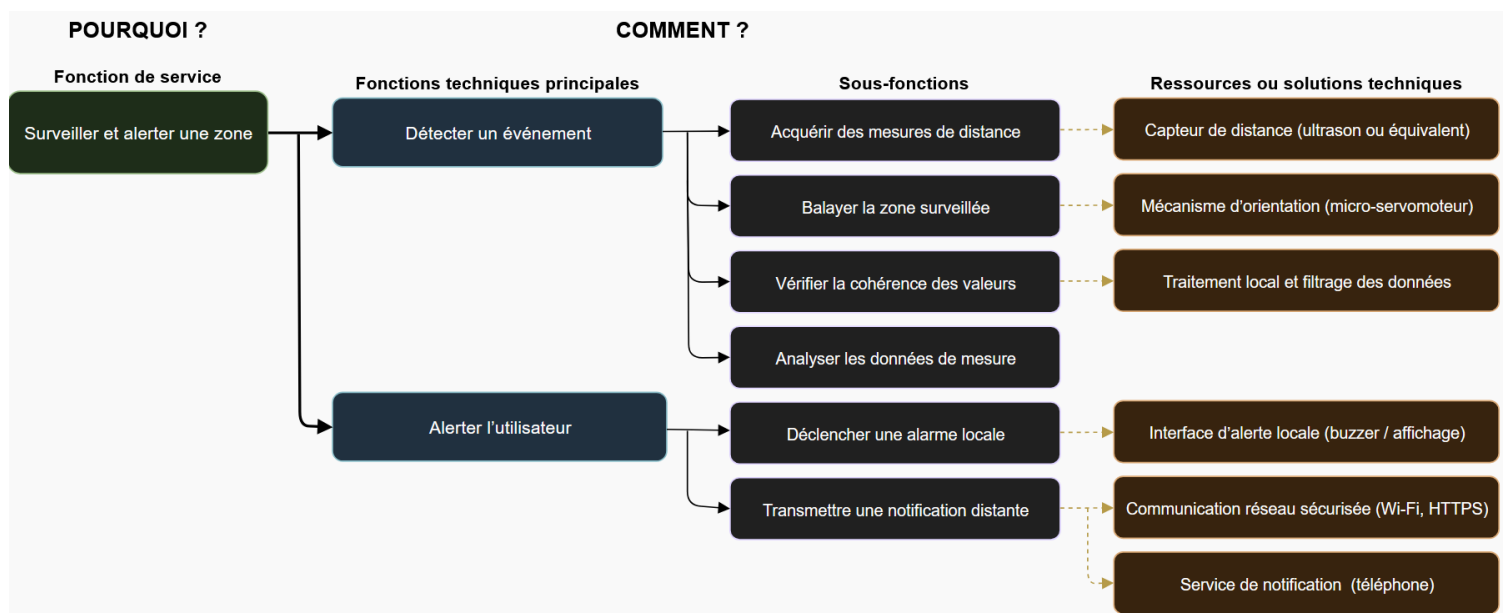 POURQUOI ?
COMMENT ?
Fonction de service
Fonctions techniques principales
Sous-fonctions
Ressources ou solutions techniques
Surveiller et alerter une zone
Détecter un événement
Acquérir des mesures de distance
Capteur de distance (ultrason ou équivalent)
Balayer la zone surveillée
Mécanisme d’orientation (micro-servomoteur)
Vérifier la cohérence des valeurs
Traitement local et filtrage des données
Analyser les données de mesure
Alerter l’utilisateur
Déclencher une alarme locale
Interface d’alerte locale (buzzer / affichage)
Transmettre une notification distante
Communication réseau sécurisée (Wi-Fi, HTTPS)
Service de notification (téléphone)